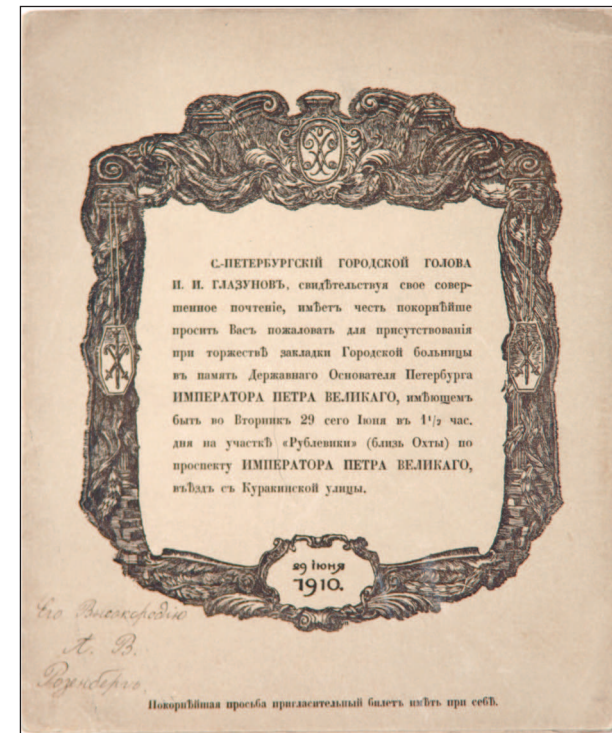 С.-ПЕТЕРБУРГСКІЙ ГОРОДСКОЙ ГОЛОВА
И. И. ГЛАЗУНОВЪ, свидѣтельствуя свое совер-
шенное почтеніе, имѣетъ честь покорнѣйше
просить Васъ пожаловать для присутствованія
при торжествѣ закладки Городской больницы
въ память Державнаго Основателя Петербурга
ИМПЕРАТОРА ПЕТРА ВЕЛИКАГО, имѣющемъ
быть во Вторникъ 29 сего Іюня въ 1¹/₂ час.
дня на участкѣ «Рублевики» (близь Охты) по
проспекту ИМПЕРАТОРА ПЕТРА ВЕЛИКАГО,
въѣздъ съ Куракинской улицы.
29 Іюня
1910.
Его Высокородію
А. В.
Розенбергъ.
Покорнѣйшая просьба пригласительный билетъ имѣть при себѣ.